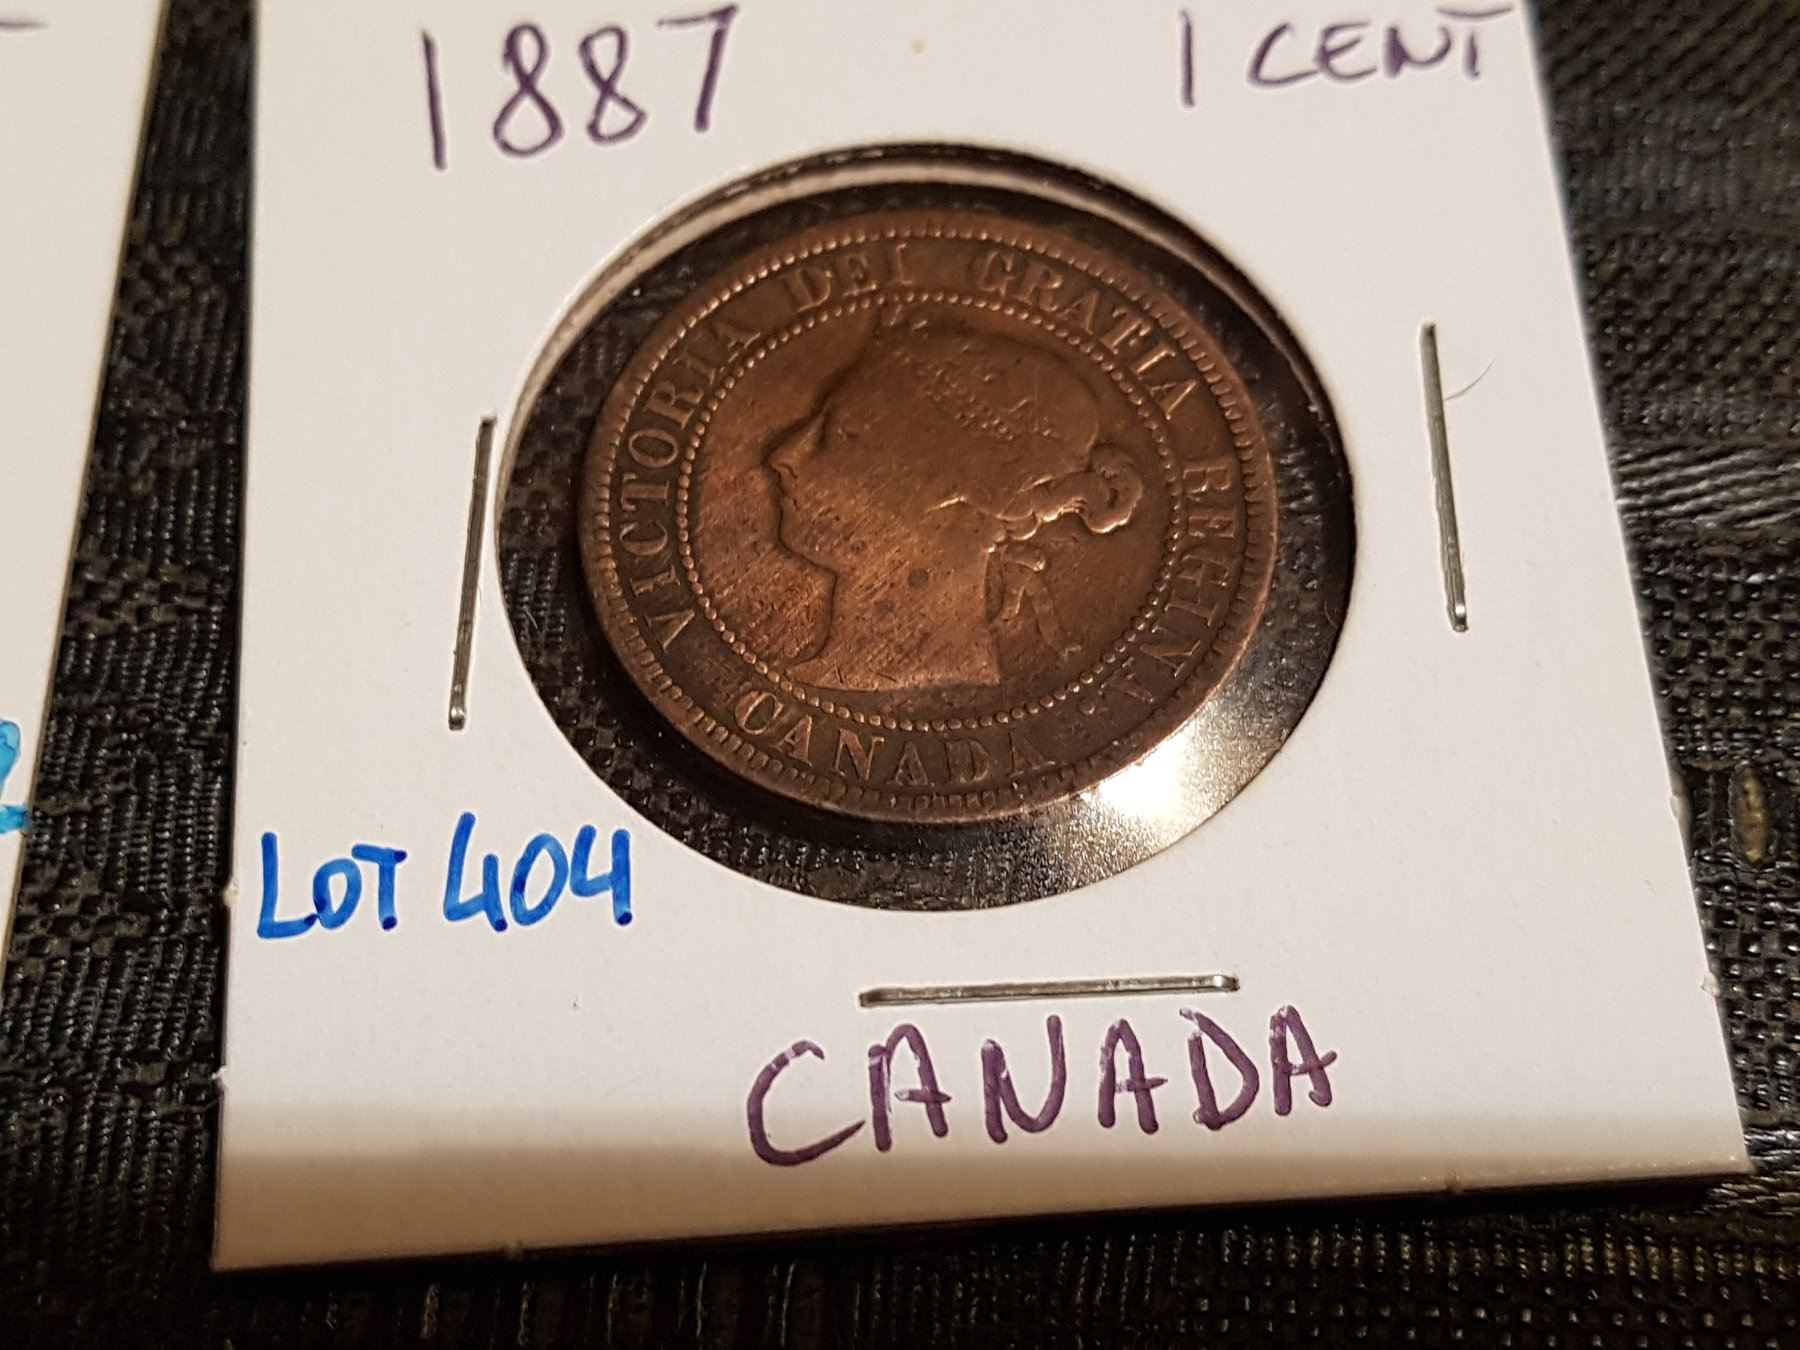 1887 1 CENT
VICTORIA DEI GRATIA REGINA
CANADA
LOT 404
CANADA